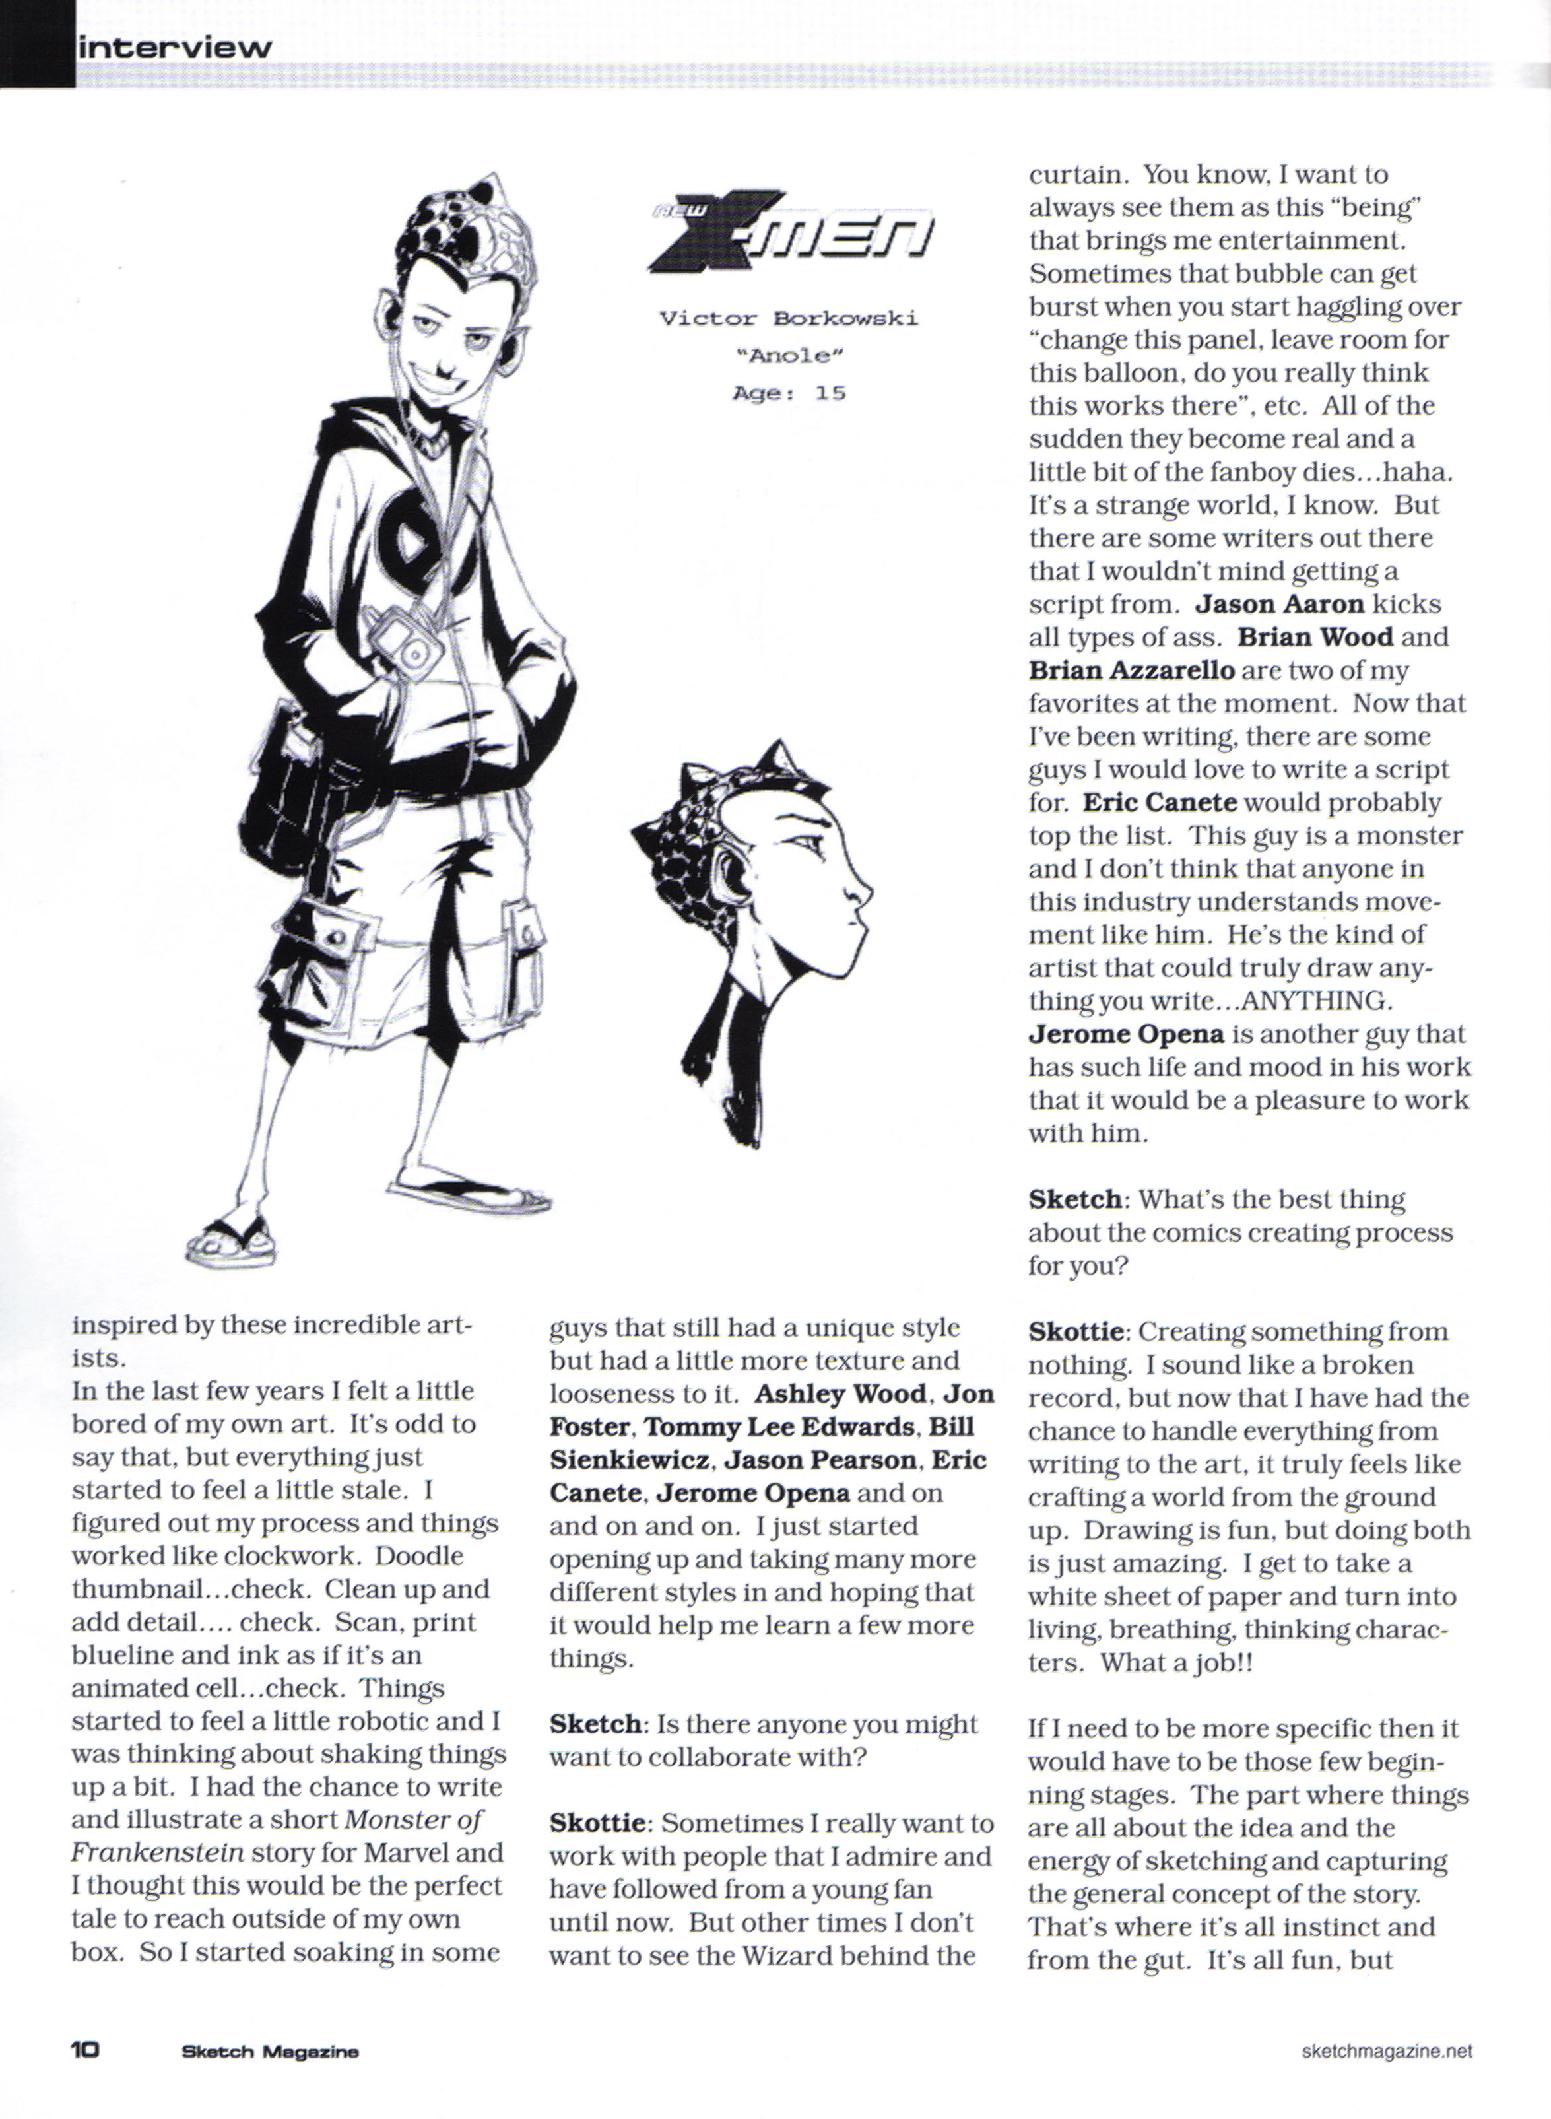 interview
NEW X-MEN
Victor Borkowski
"Anole"
Age: 15
inspired by these incredible art-
ists.
In the last few years I felt a little
bored of my own art. It's odd to
say that, but everything just
started to feel a little stale. I
figured out my process and things
worked like clockwork. Doodle
thumbnail...check. Clean up and
add detail.... check. Scan, print
blueline and ink as if it's an
animated cell...check. Things
started to feel a little robotic and I
was thinking about shaking things
up a bit. I had the chance to write
and illustrate a short Monster of
Frankenstein story for Marvel and
I thought this would be the perfect
tale to reach outside of my own
box. So I started soaking in some
guys that still had a unique style
but had a little more texture and
looseness to it. Ashley Wood, Jon
Foster, Tommy Lee Edwards, Bill
Sienkiewicz, Jason Pearson, Eric
Canete, Jerome Opena and on
and on and on. I just started
opening up and taking many more
different styles in and hoping that
it would help me learn a few more
things.
Sketch: Is there anyone you might
want to collaborate with?
Skottie: Sometimes I really want to
work with people that I admire and
have followed from a young fan
until now. But other times I don't
want to see the Wizard behind the
curtain. You know, I want to
always see them as this "being"
that brings me entertainment.
Sometimes that bubble can get
burst when you start haggling over
"change this panel, leave room for
this balloon, do you really think
this works there", etc. All of the
sudden they become real and a
little bit of the fanboy dies...haha.
It's a strange world, I know. But
there are some writers out there
that I wouldn't mind getting a
script from. Jason Aaron kicks
all types of ass. Brian Wood and
Brian Azzarello are two of my
favorites at the moment. Now that
I've been writing, there are some
guys I would love to write a script
for. Eric Canete would probably
top the list. This guy is a monster
and I don't think that anyone in
this industry understands move-
ment like him. He's the kind of
artist that could truly draw any-
thing you write...ANYTHING.
Jerome Opena is another guy that
has such life and mood in his work
that it would be a pleasure to work
with him.
Sketch: What's the best thing
about the comics creating process
for you?
Skottie: Creating something from
nothing. I sound like a broken
record, but now that I have had the
chance to handle everything from
writing to the art, it truly feels like
crafting a world from the ground
up. Drawing is fun, but doing both
is just amazing. I get to take a
white sheet of paper and turn into
living, breathing, thinking charac-
ters. What a job!!
If I need to be more specific then it
would have to be those few begin-
ning stages. The part where things
are all about the idea and the
energy of sketching and capturing
the general concept of the story.
That's where it's all instinct and
from the gut. It's all fun, but
10 Sketch Magazine
sketchmagazine.net